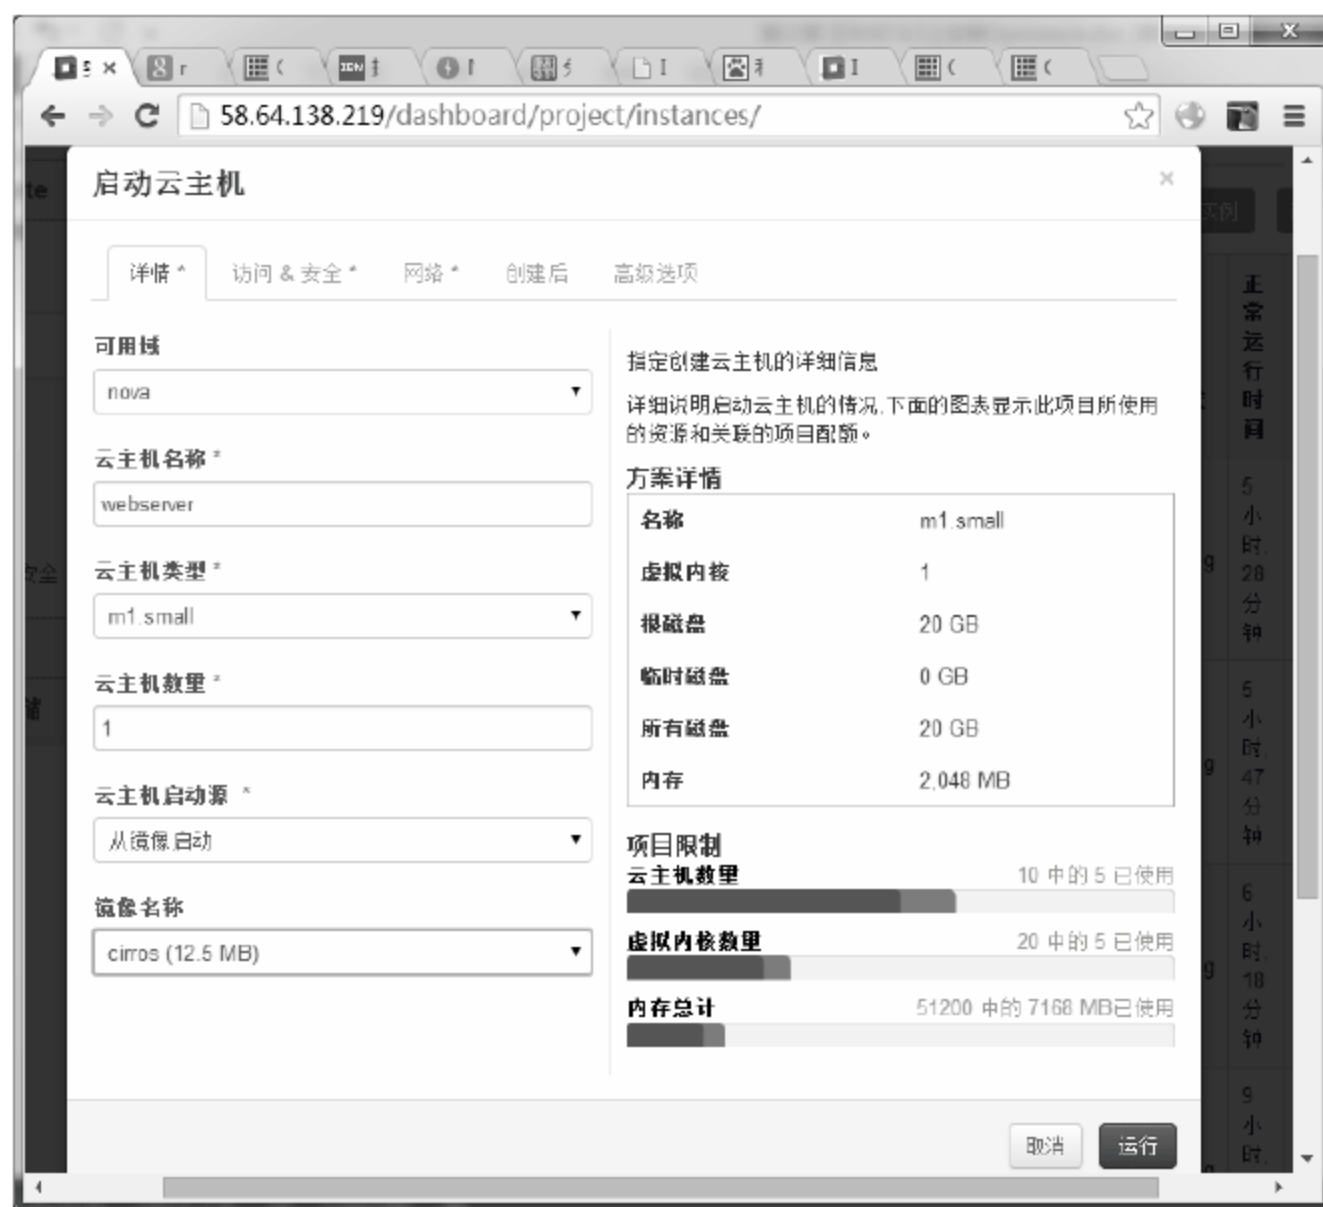 5
r
(
IBM
r
I
I
(
(
58.64.138.219/dashboard/project/instances/
启动云主机
×
te
实例
详情 *
访问 & 安全 *
网络 *
创建后
高级选项
可用域
nova
云主机名称 *
webserver
云主机类型 *
m1.small
云主机数量 *
1
云主机启动源 *
从镜像启动
镜像名称
cirros (12.5 MB)
指定创建云主机的详细信息
详细说明启动云主机的情况,下面的图表显示此项目所使用
的资源和关联的项目配额。
方案详情
名称 m1.small
虚拟内核 1
根磁盘 20 GB
临时磁盘 0 GB
所有磁盘 20 GB
内存 2,048 MB
项目限制
云主机数量 10 中的 5 已使用
虚拟内核数量 20 中的 5 已使用
内存总计 51200 中的 7168 MB已使用
取消
运行
安全
储
正
常
运
行
时
间
5
小
时,
28
分
钟
5
小
时,
47
分
钟
6
小
时,
18
分
钟
9
小
时,
g
g
g
g